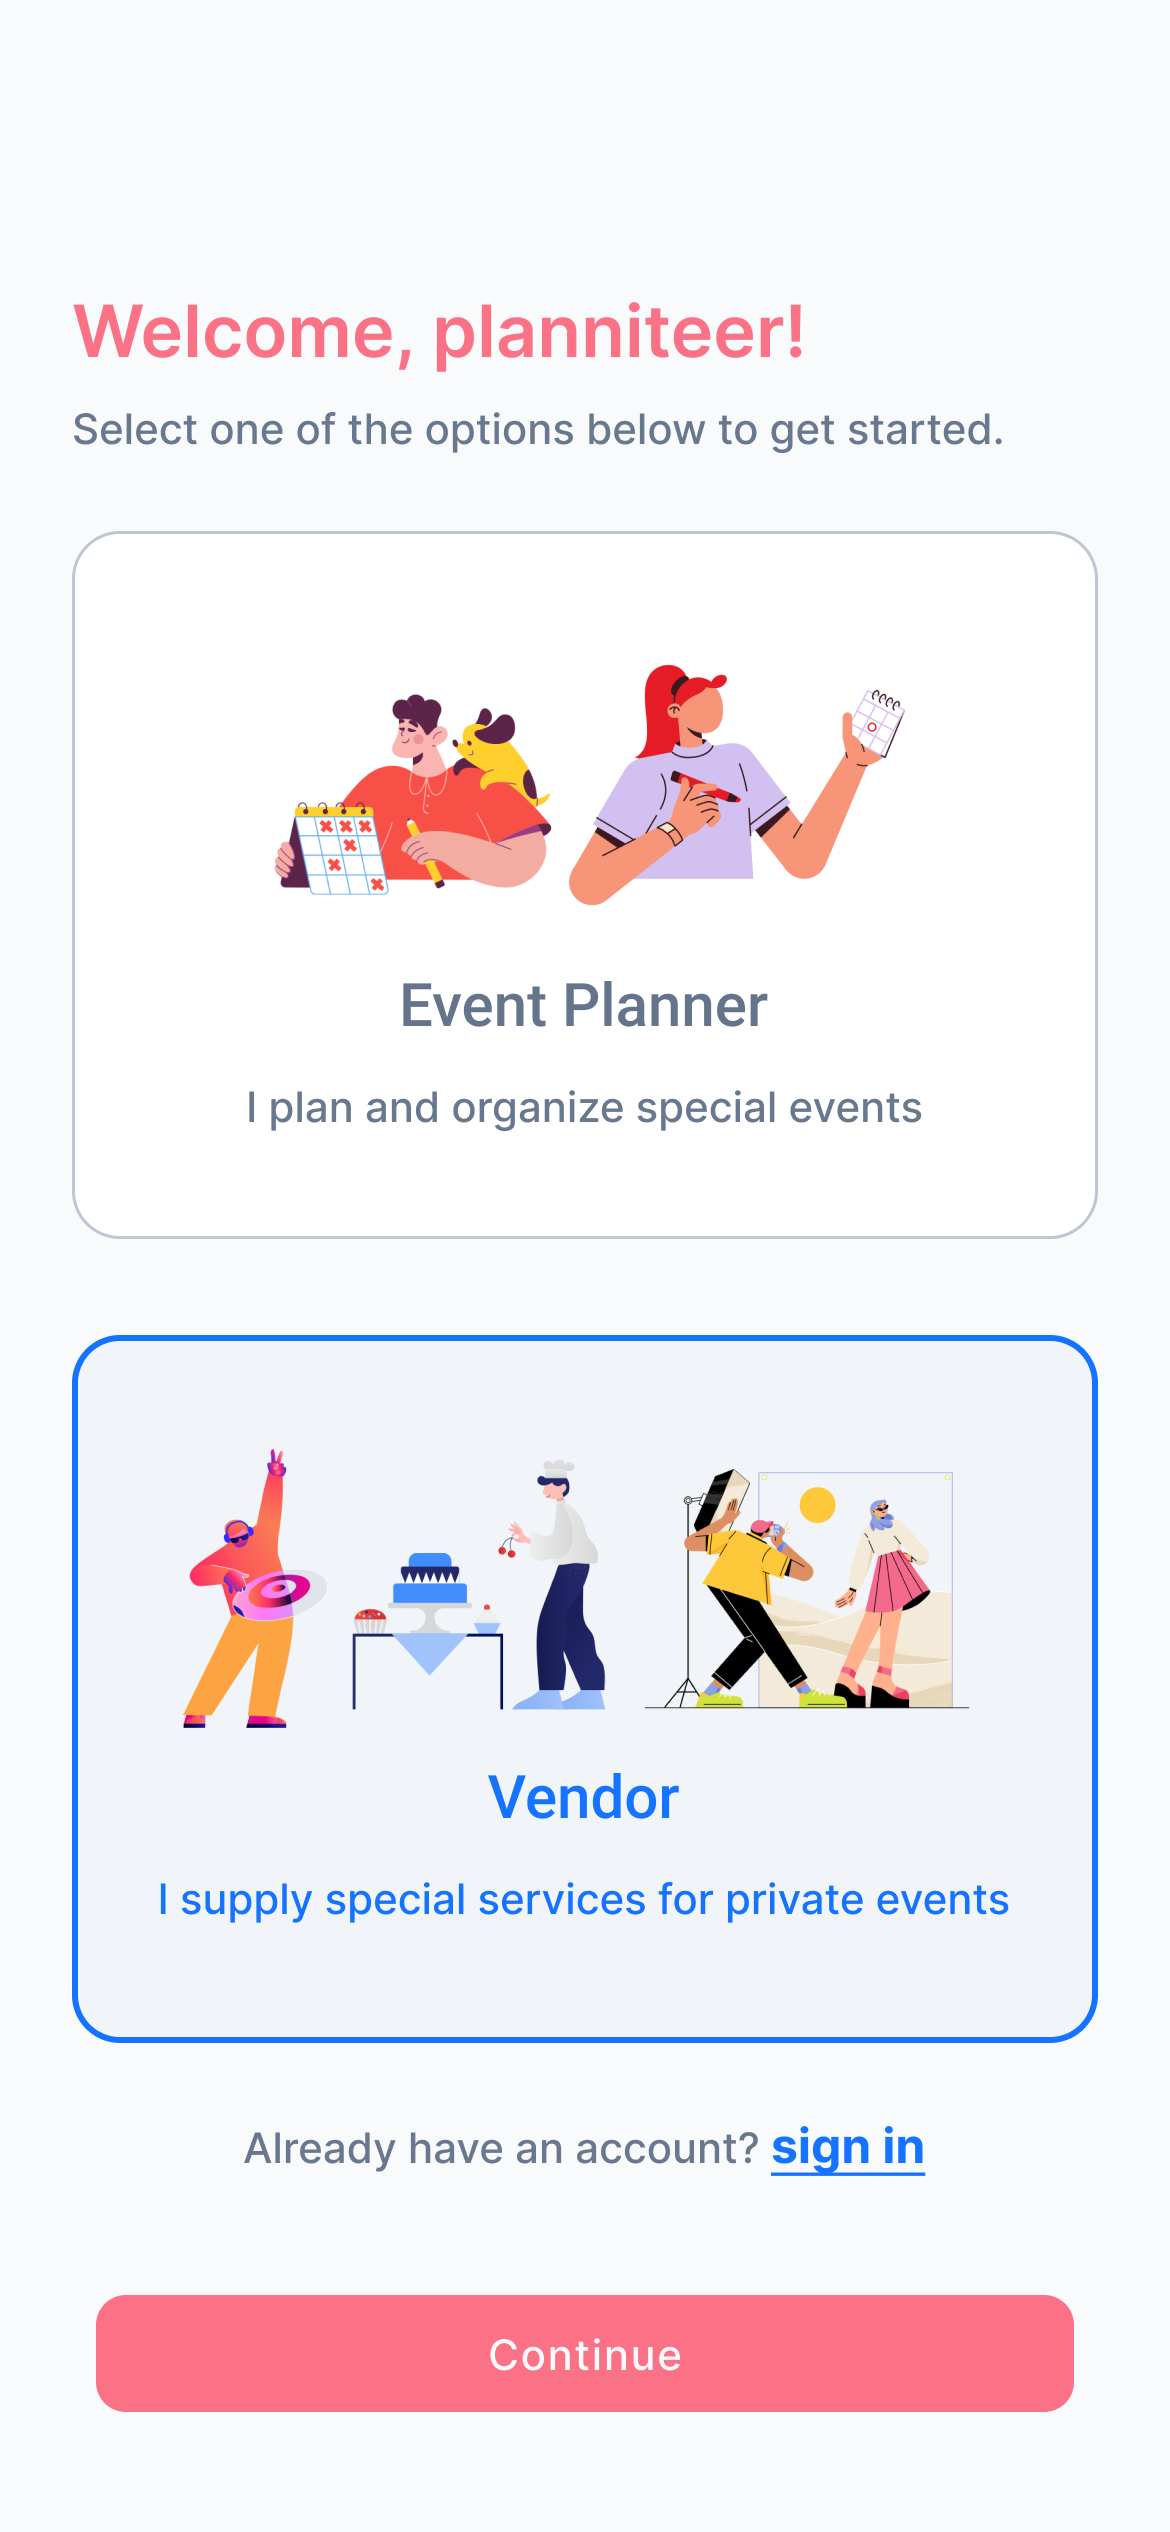 Welcome, planniteer!
Select one of the options below to get started.
Event Planner
I plan and organize special events
Vendor
I supply special services for private events
Already have an account? sign in
Continue